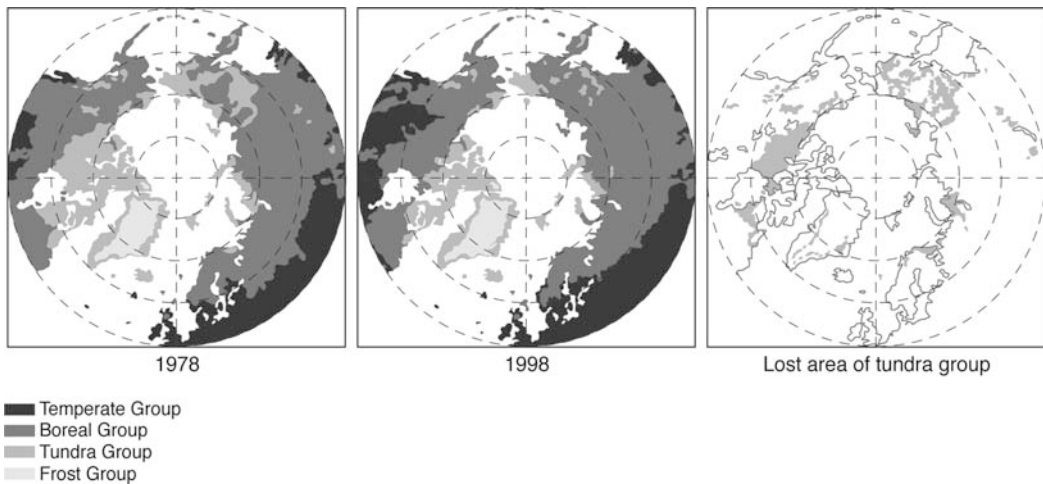 1978
1998
Lost area of tundra group
Temperate Group
Boreal Group
Tundra Group
Frost Group